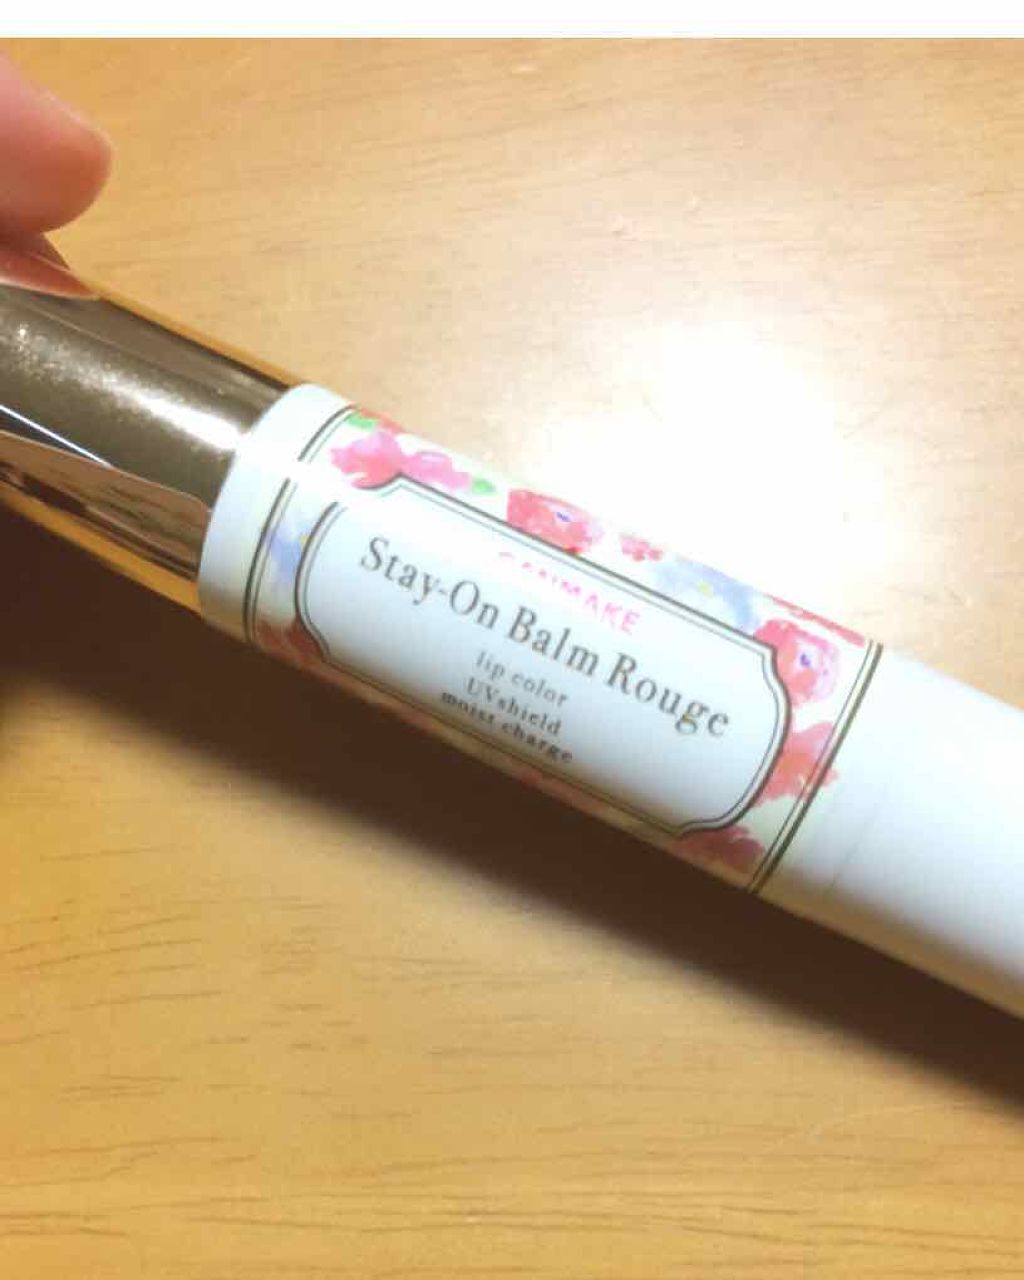 CANMAKE
Stay-On Balm Rouge
lip color
UVshield
moist charge